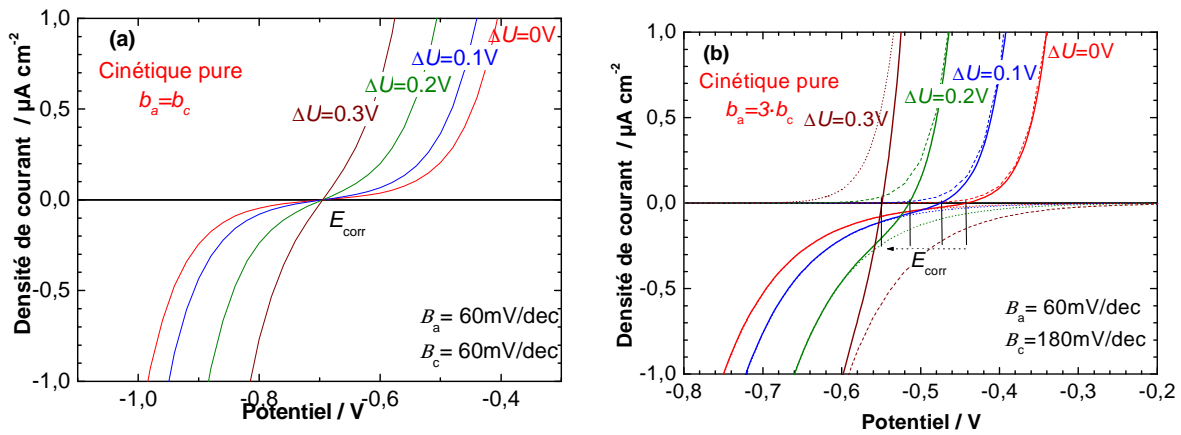 (a)
Cinétique pure
b_a=b_c
ΔU=0V
ΔU=0.1V
ΔU=0.2V
ΔU=0.3V
E_corr
B_a= 60mV/dec
B_c= 60mV/dec
1,0
0,5
0,0
-0,5
-1,0
-1,0
-0,8
-0,6
-0,4
Densité de courant / µA cm⁻²
Potentiel / V
(b)
Cinétique pure
b_a=3·b_c
ΔU=0V
ΔU=0.1V
ΔU=0.2V
ΔU=0.3V
E_corr
B_a= 60mV/dec
B_c=180mV/dec
1,0
0,5
0,0
-0,5
-1,0
-0,8
-0,7
-0,6
-0,5
-0,4
-0,3
-0,2
Densité de courant / µA cm⁻²
Potentiel / V